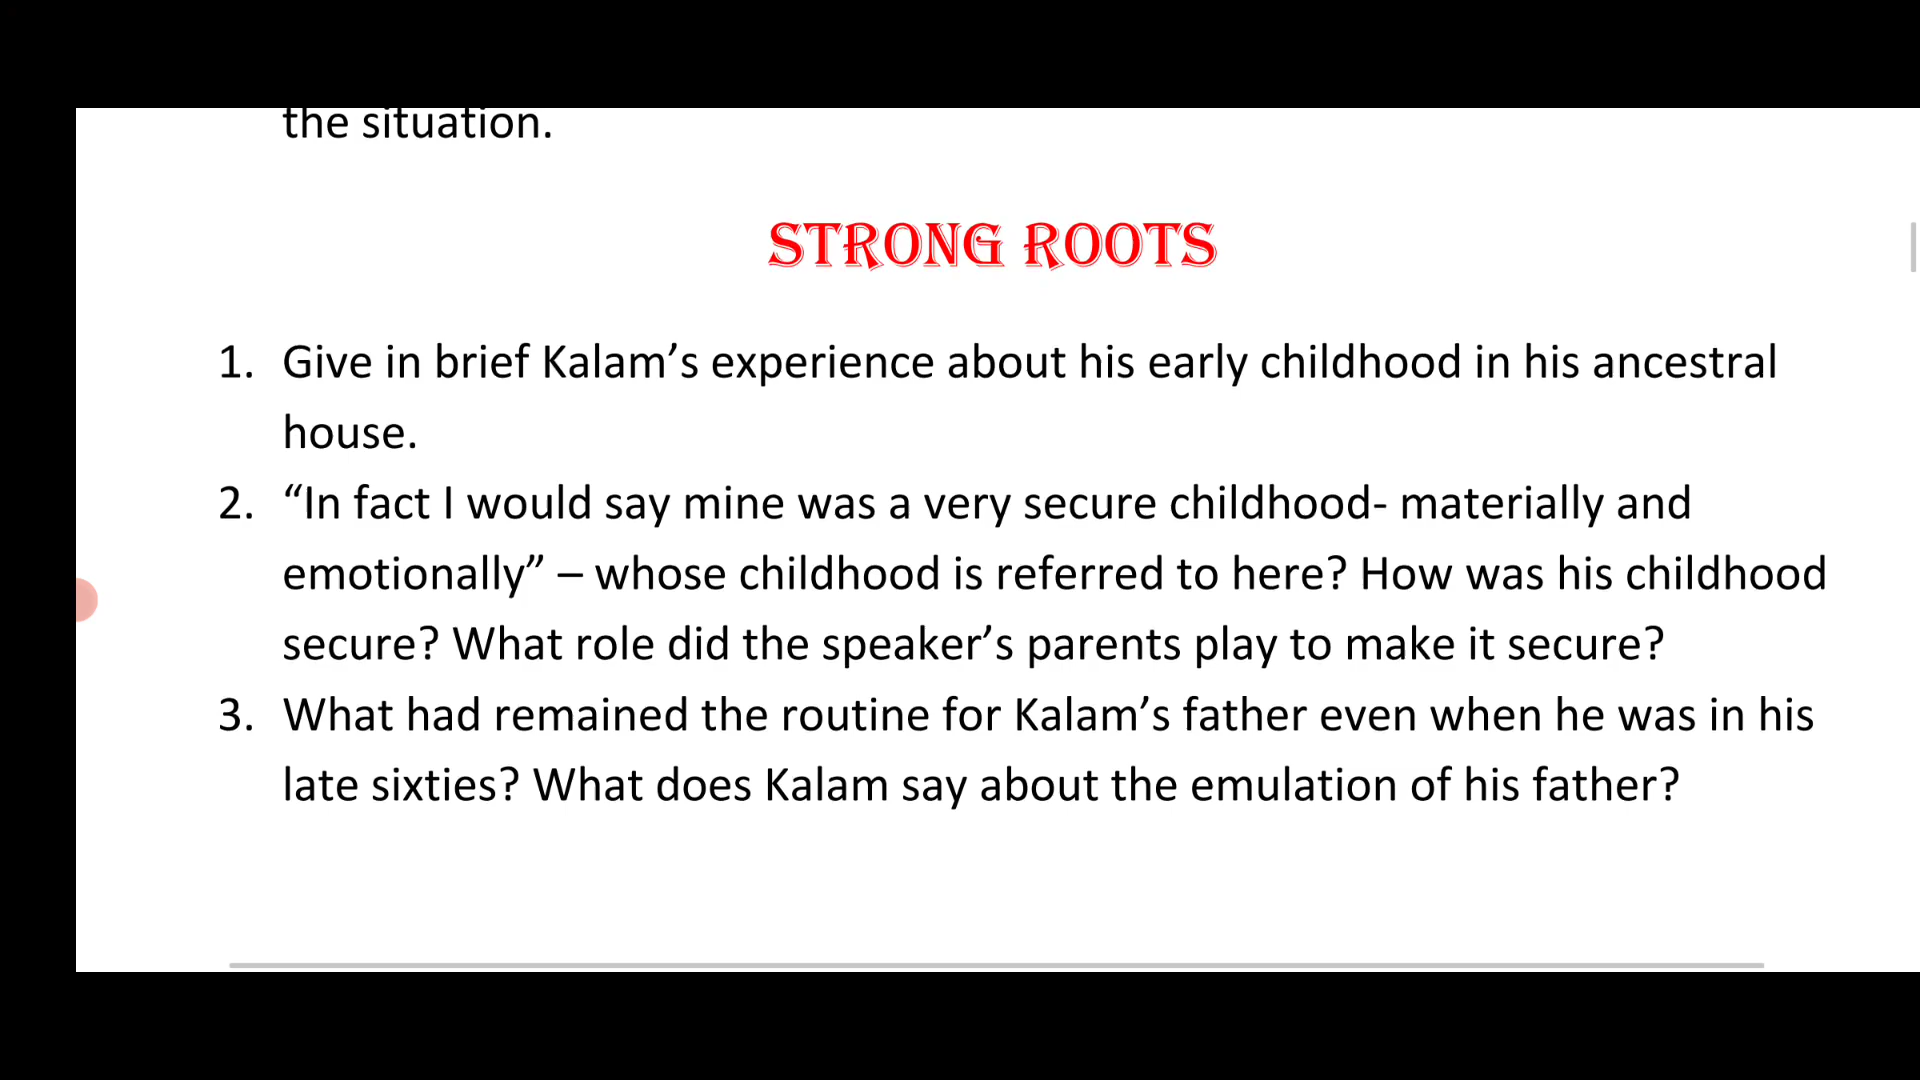 the situation.
STRONG ROOTS
1. Give in brief Kalam’s experience about his early childhood in his ancestral
house.
2. “In fact I would say mine was a very secure childhood- materially and
emotionally” – whose childhood is referred to here? How was his childhood
secure? What role did the speaker’s parents play to make it secure?
3. What had remained the routine for Kalam’s father even when he was in his
late sixties? What does Kalam say about the emulation of his father?